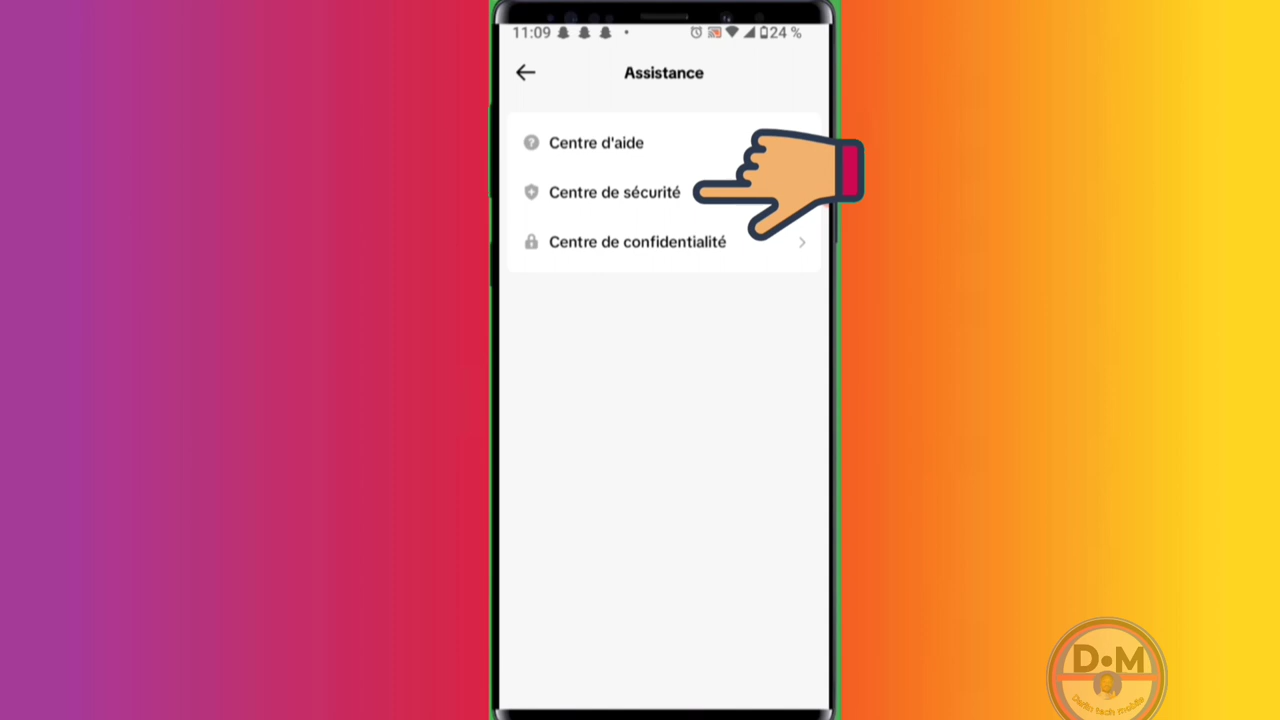 11:09
24 %
Assistance
Centre d'aide
Centre de sécurité
Centre de confidentialité
D•M